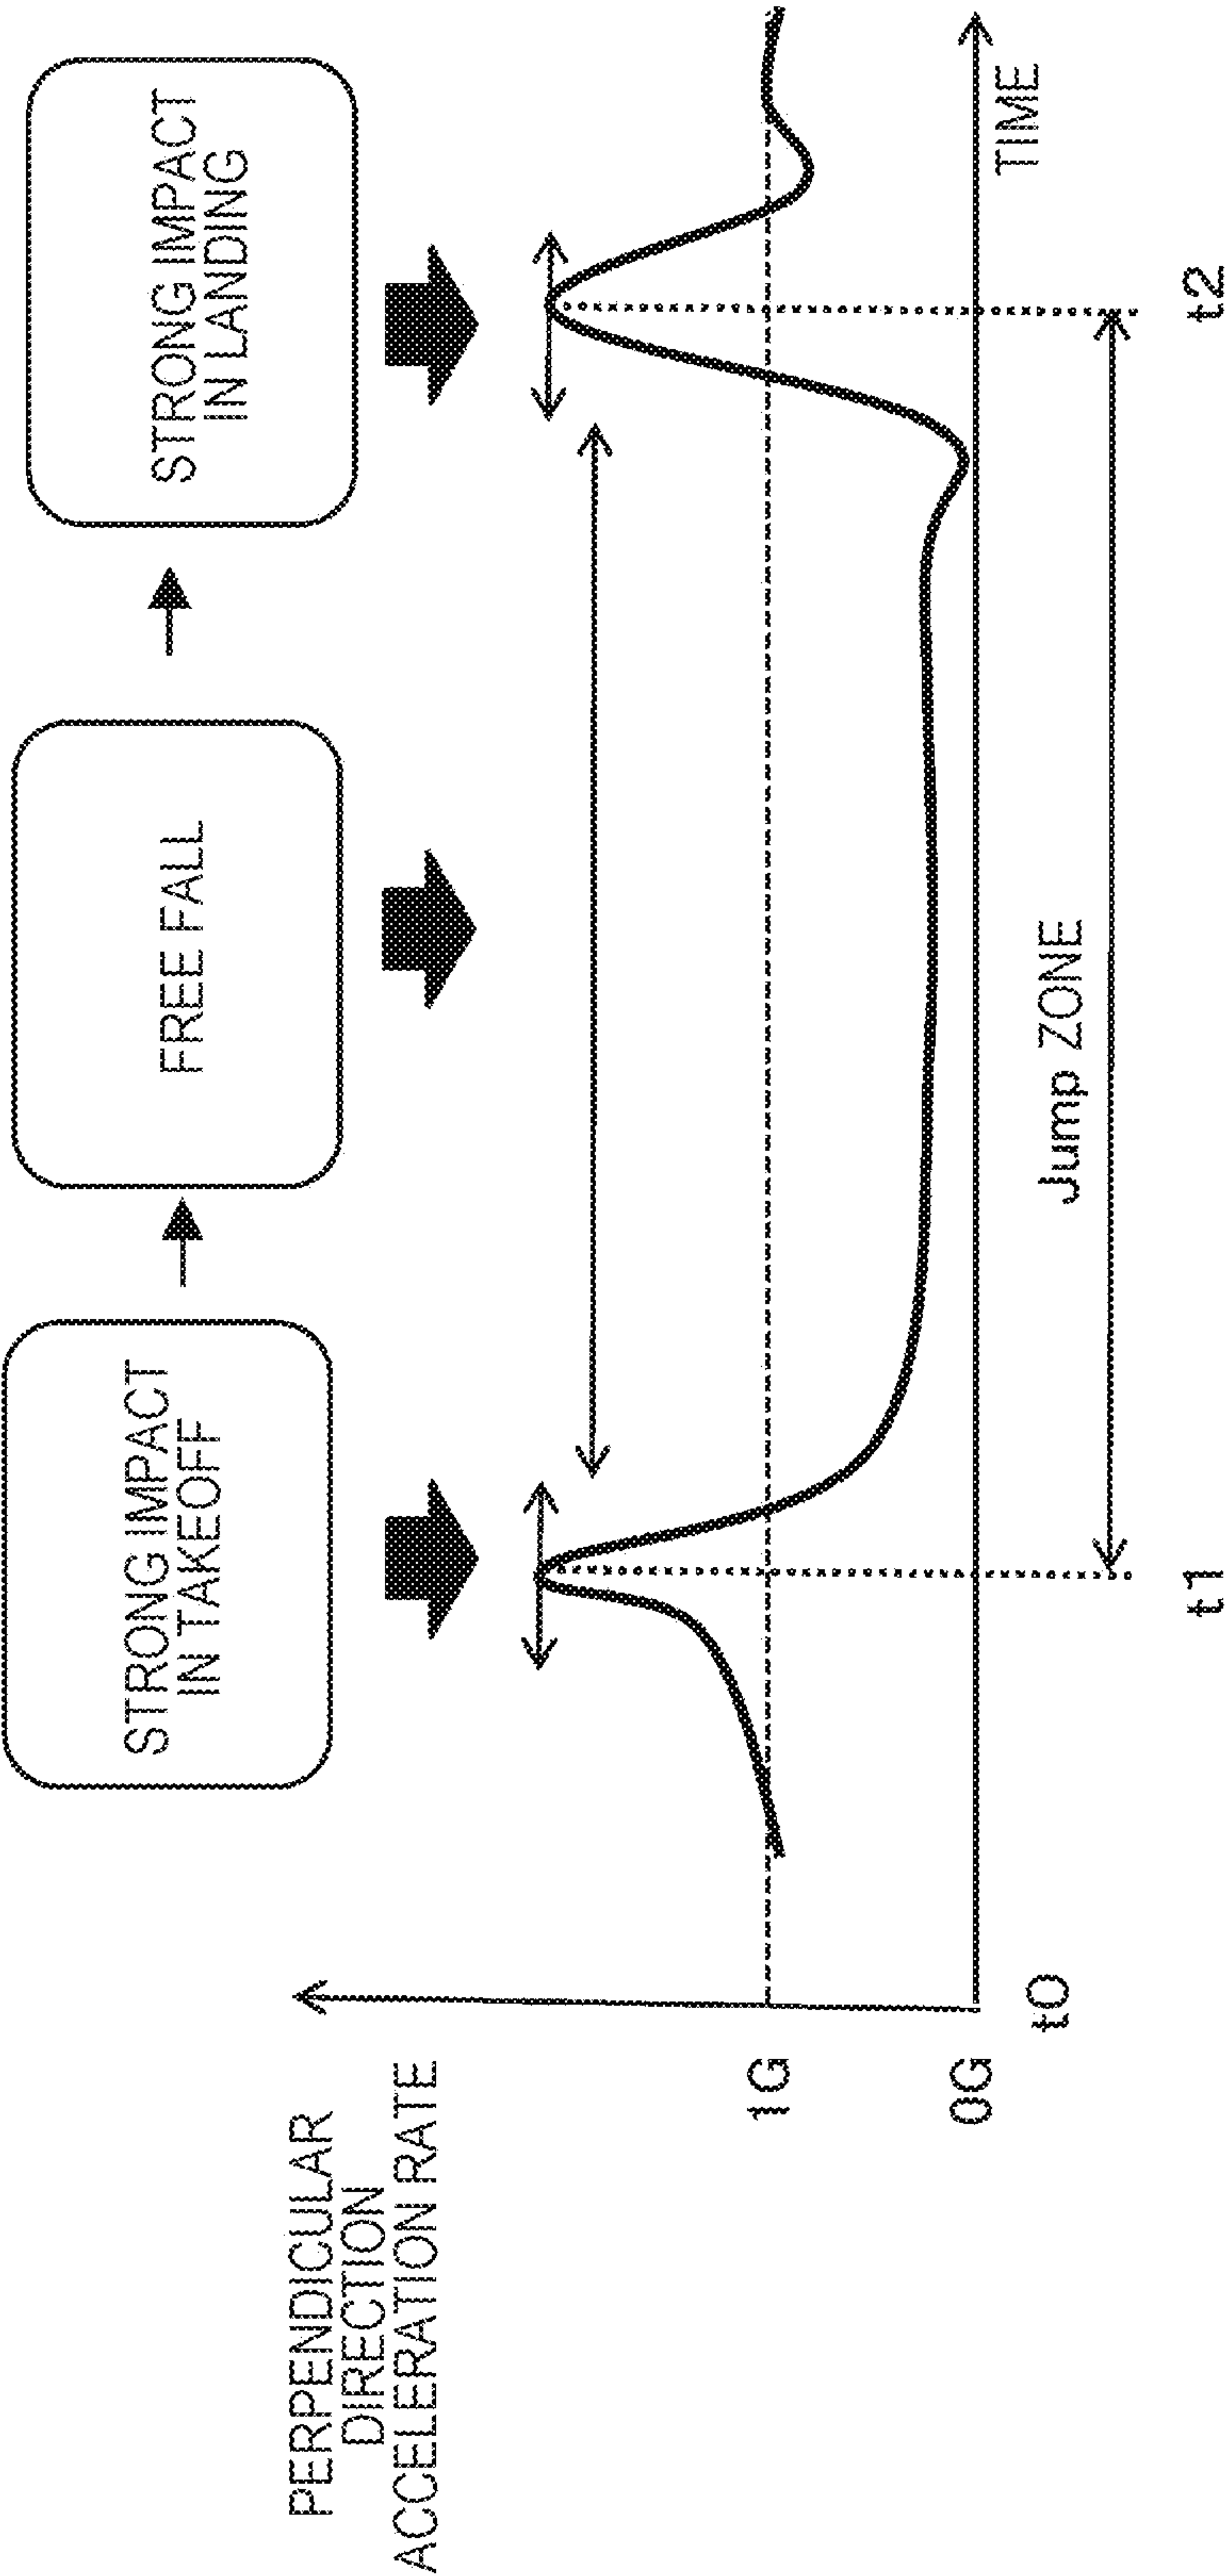 STRONG IMPACT
IN TAKEOFF
FREE FALL
STRONG IMPACT
IN LANDING
PERPENDICULAR
DIRECTION
ACCELERATION RATE
1G
0G
t0
TIME
Jump ZONE
t1
t2